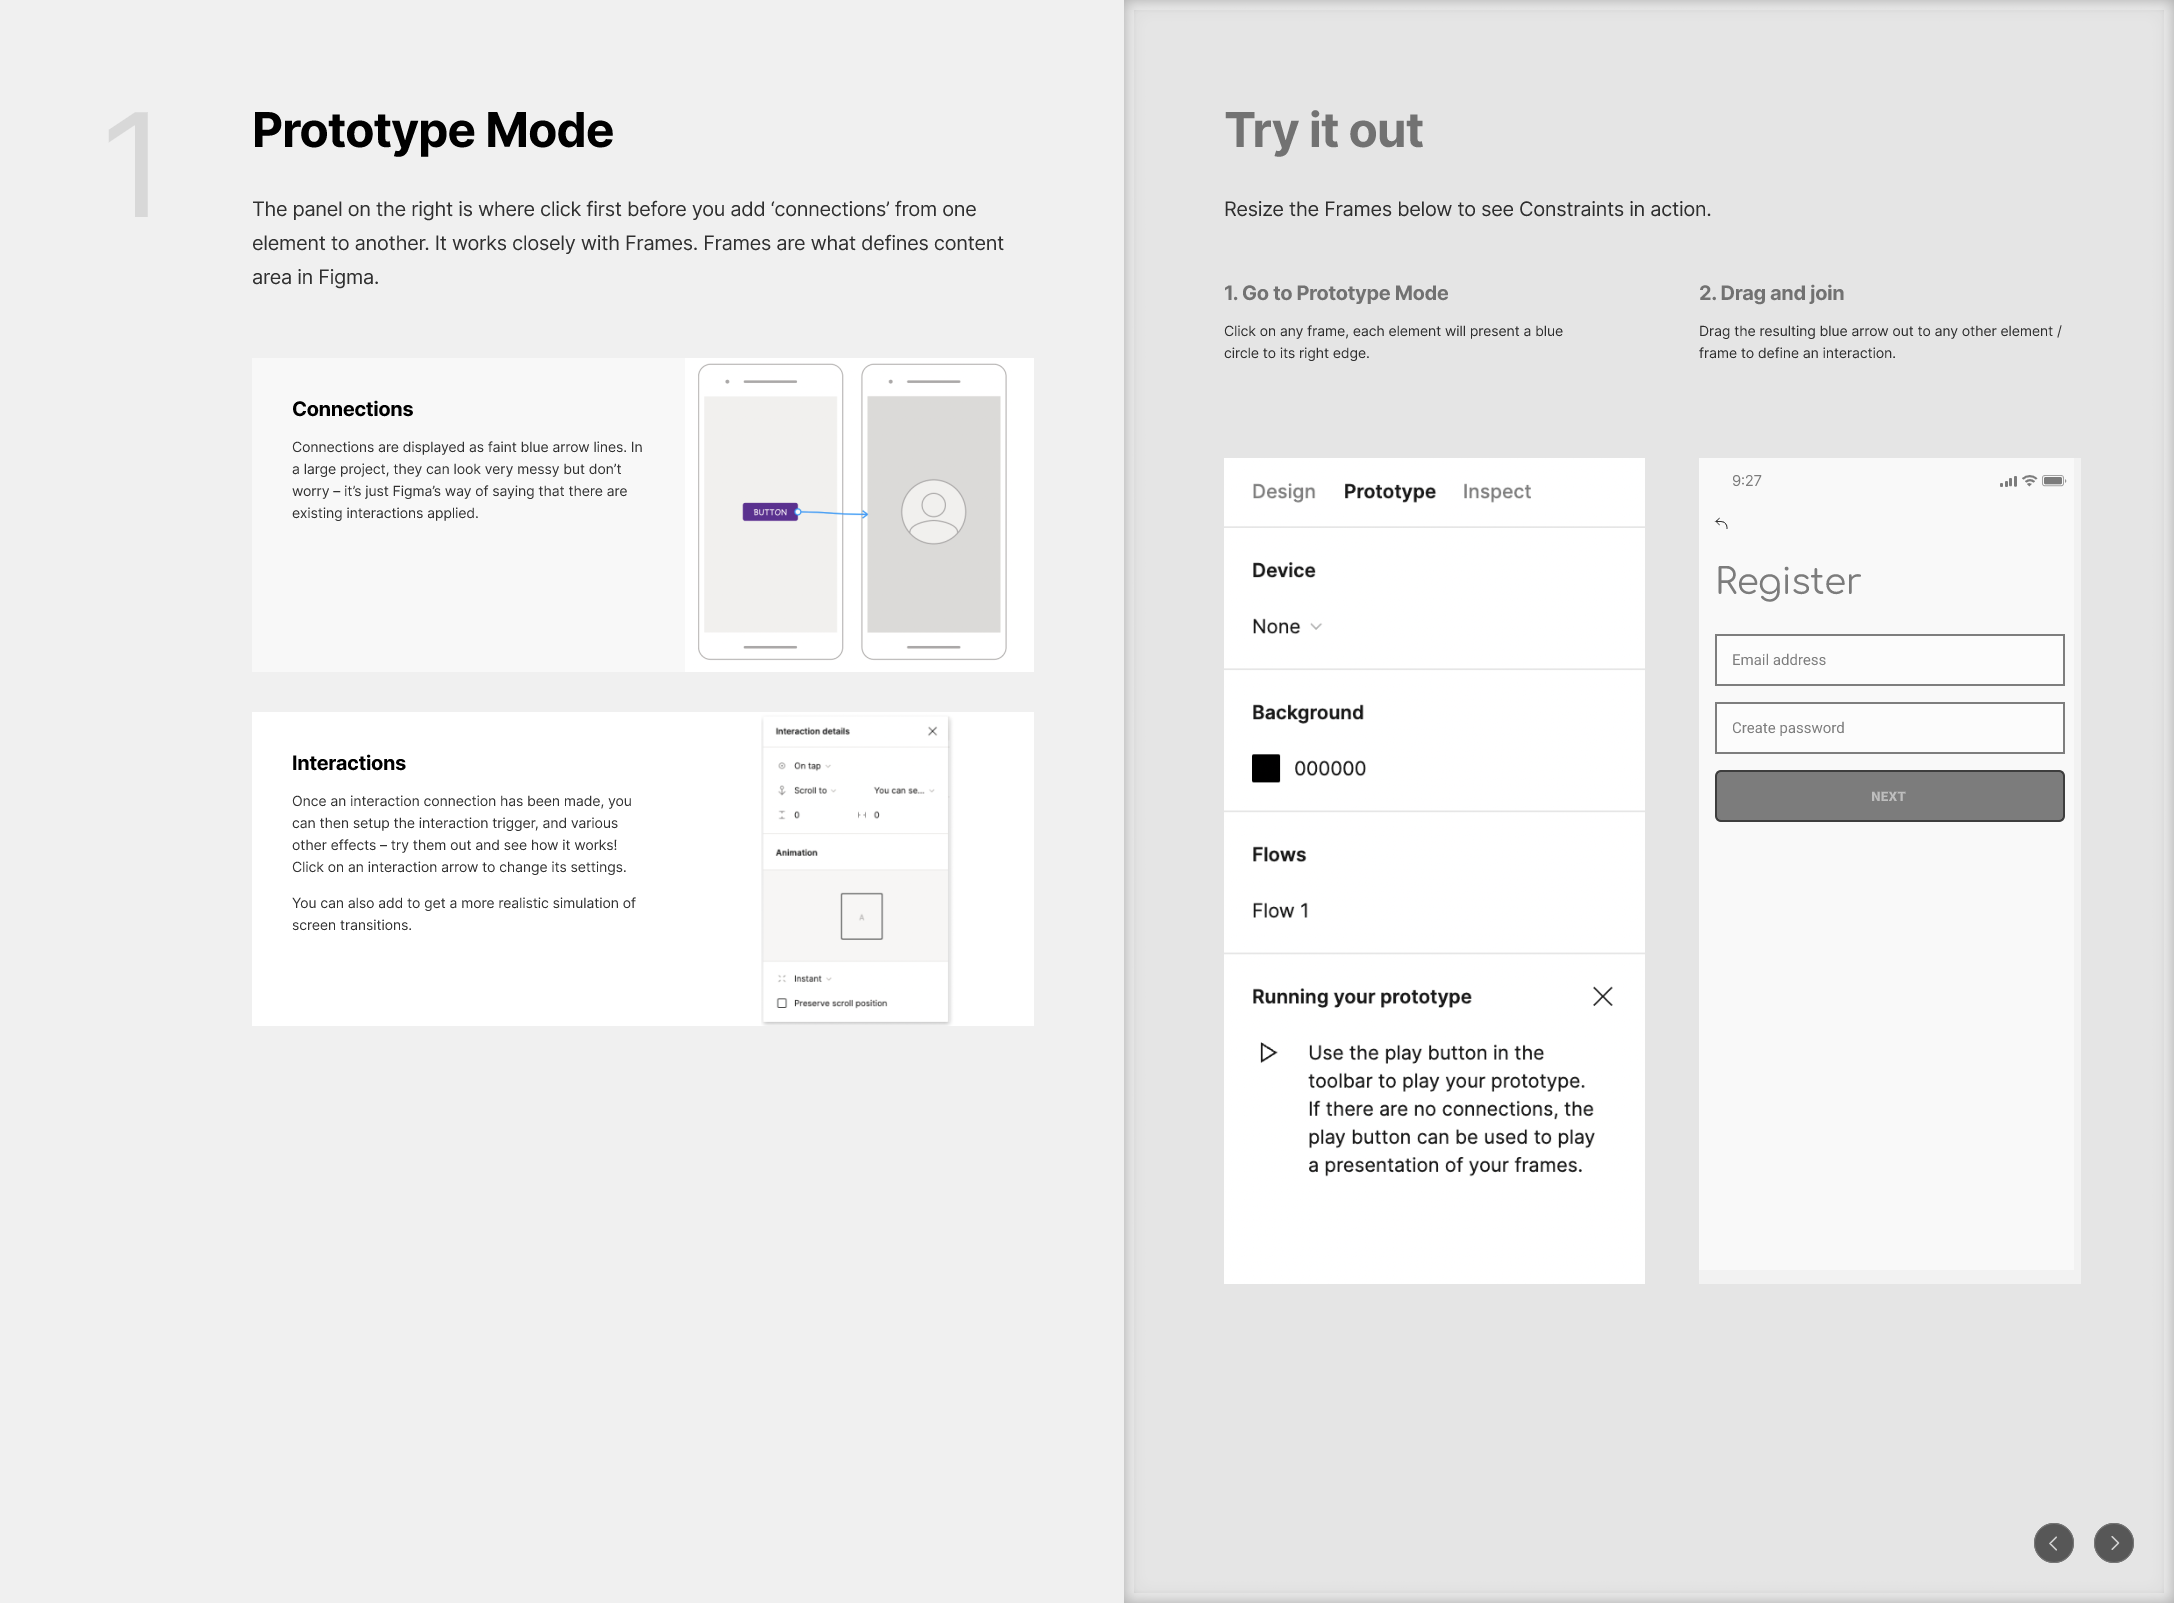 1
Prototype Mode
The panel on the right is where click first before you add ‘connections’ from one
element to another. It works closely with Frames. Frames are what defines content
area in Figma.
Connections
Connections are displayed as faint blue arrow lines. In
a large project, they can look very messy but don’t
worry – it’s just Figma’s way of saying that there are
existing interactions applied.
BUTTON
Interactions
Once an interaction connection has been made, you
can then setup the interaction trigger, and various
other effects – try them out and see how it works!
Click on an interaction arrow to change its settings.
You can also add to get a more realistic simulation of
screen transitions.
Interaction details
On tap
Scroll to You can se...
0 0
Animation
A
Instant
Preserve scroll position
Try it out
Resize the Frames below to see Constraints in action.
1. Go to Prototype Mode
Click on any frame, each element will present a blue
circle to its right edge.
2. Drag and join
Drag the resulting blue arrow out to any other element /
frame to define an interaction.
Design Prototype Inspect
Device
None
Background
000000
Flows
Flow 1
Running your prototype
Use the play button in the
toolbar to play your prototype.
If there are no connections, the
play button can be used to play
a presentation of your frames.
9:27
Register
Email address
Create password
NEXT